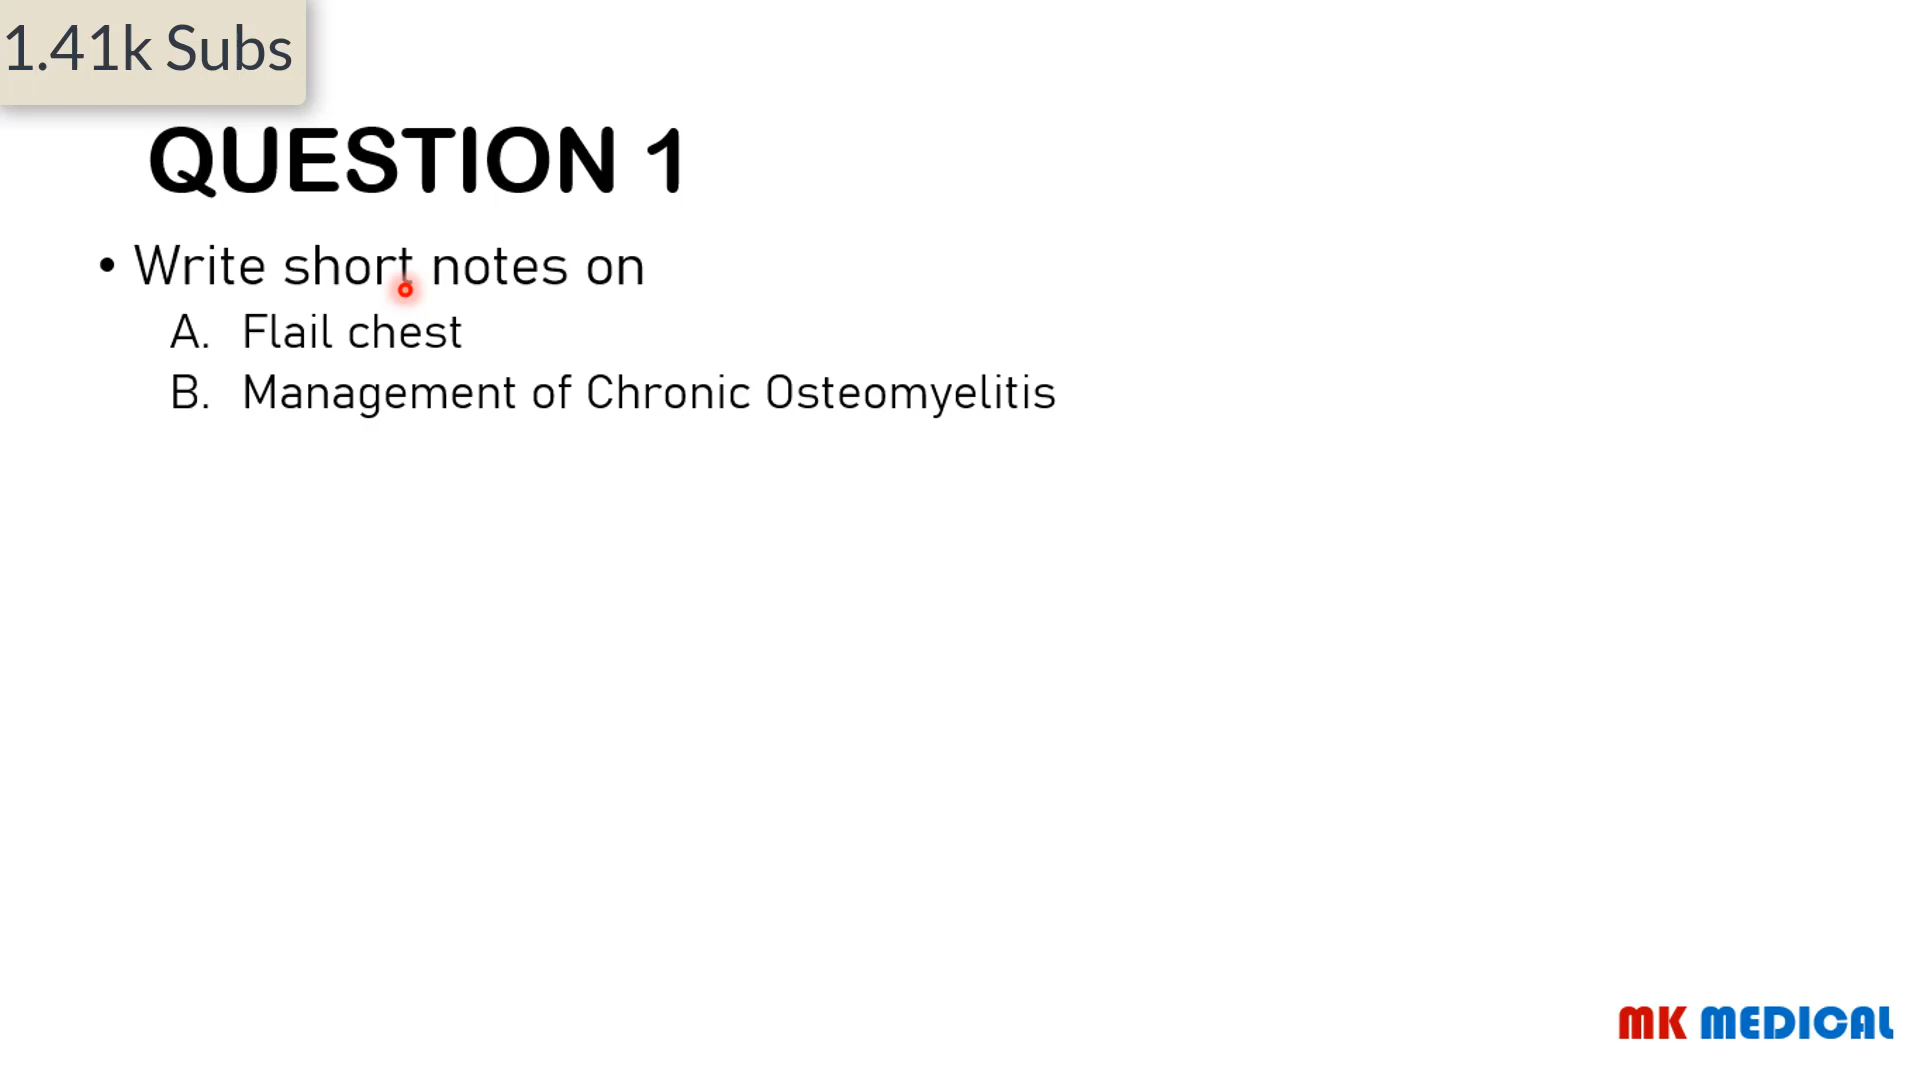 1.41k Subs
QUESTION 1
• Write short notes on
A. Flail chest
B. Management of Chronic Osteomyelitis
MK MEDICAL